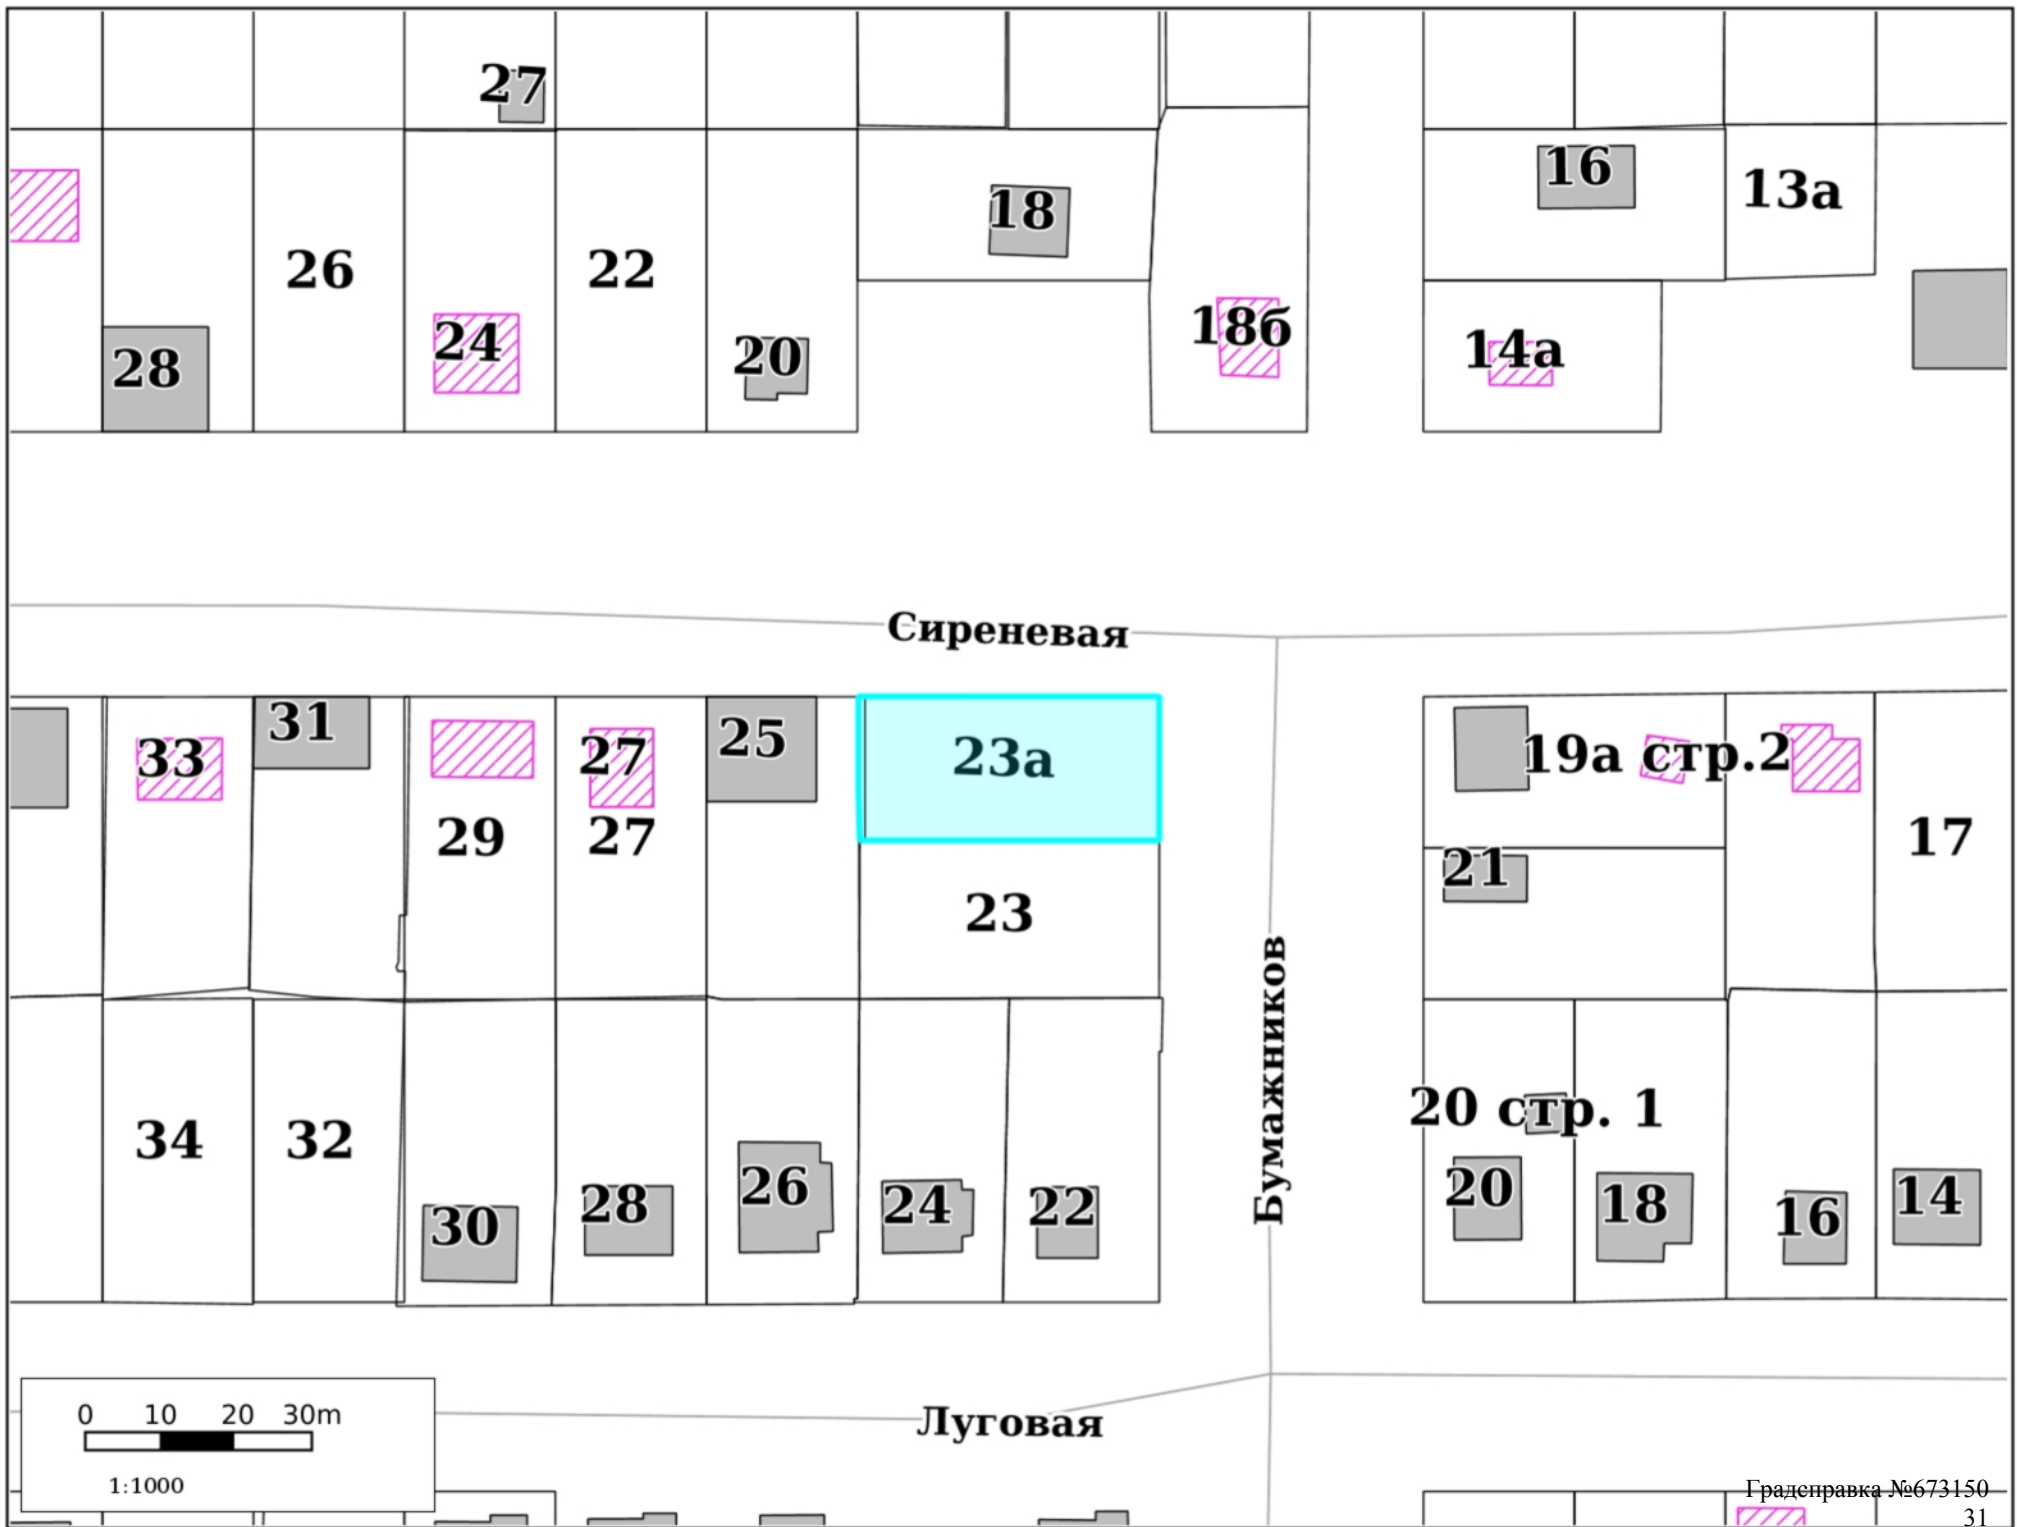 27
16
13а
18
26
22
18б
24
14а
20
28
Сиреневая
31
25
19а стр.2
33
27
23а
29
27
17
21
23
Бумажников
20 стр. 1
34
32
26
20
14
28
24
22
18
30
16
0 10 20 30m
Луговая
1:1000
Градсправка №673150
31